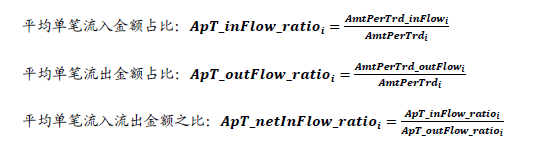 平均单笔流入金额占比：ApT_inFlow_ratio_i = AmtPerTrd_inFlow_i / AmtPerTrd_i
平均单笔流出金额占比：ApT_outFlow_ratio_i = AmtPerTrd_outFlow_i / AmtPerTrd_i
平均单笔流入流出金额之比：ApT_netInFlow_ratio_i = ApT_inFlow_ratio_i / ApT_outFlow_ratio_i